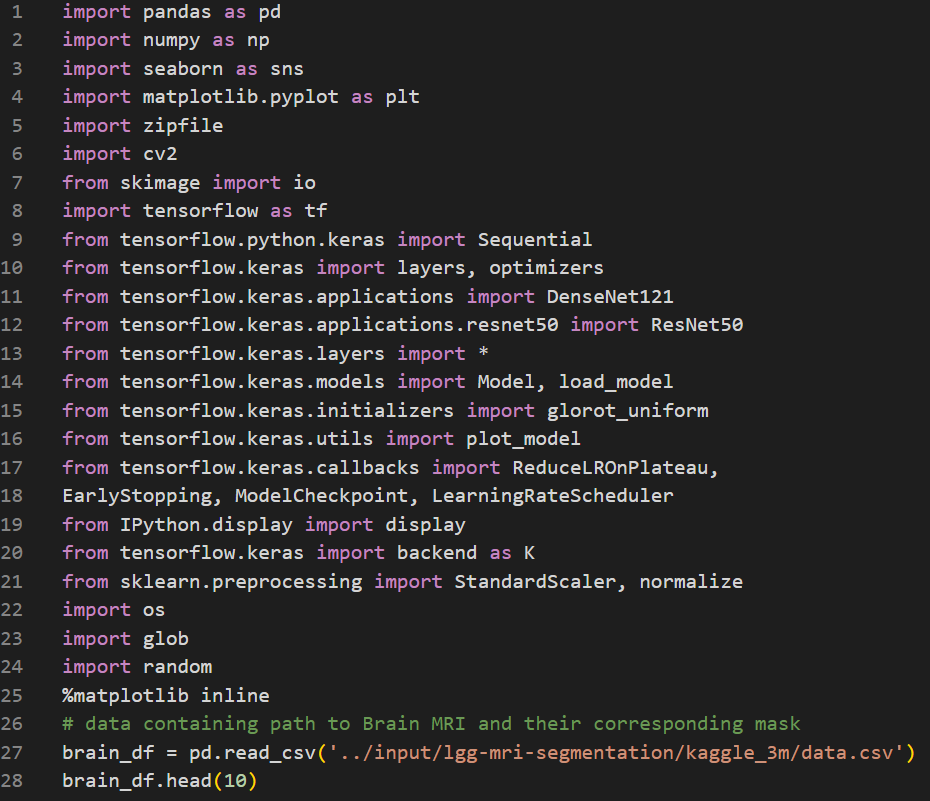 1 import pandas as pd
2 import numpy as np
3 import seaborn as sns
4 import matplotlib.pyplot as plt
5 import zipfile
6 import cv2
7 from skimage import io
8 import tensorflow as tf
9 from tensorflow.python.keras import Sequential
10 from tensorflow.keras import layers, optimizers
11 from tensorflow.keras.applications import DenseNet121
12 from tensorflow.keras.applications.resnet50 import ResNet50
13 from tensorflow.keras.layers import *
14 from tensorflow.keras.models import Model, load_model
15 from tensorflow.keras.initializers import glorot_uniform
16 from tensorflow.keras.utils import plot_model
17 from tensorflow.keras.callbacks import ReduceLROnPlateau,
18 EarlyStopping, ModelCheckpoint, LearningRateScheduler
19 from IPython.display import display
20 from tensorflow.keras import backend as K
21 from sklearn.preprocessing import StandardScaler, normalize
22 import os
23 import glob
24 import random
25 %matplotlib inline
26 # data containing path to Brain MRI and their corresponding mask
27 brain_df = pd.read_csv('../input/lgg-mri-segmentation/kaggle_3m/data.csv')
28 brain_df.head(10)